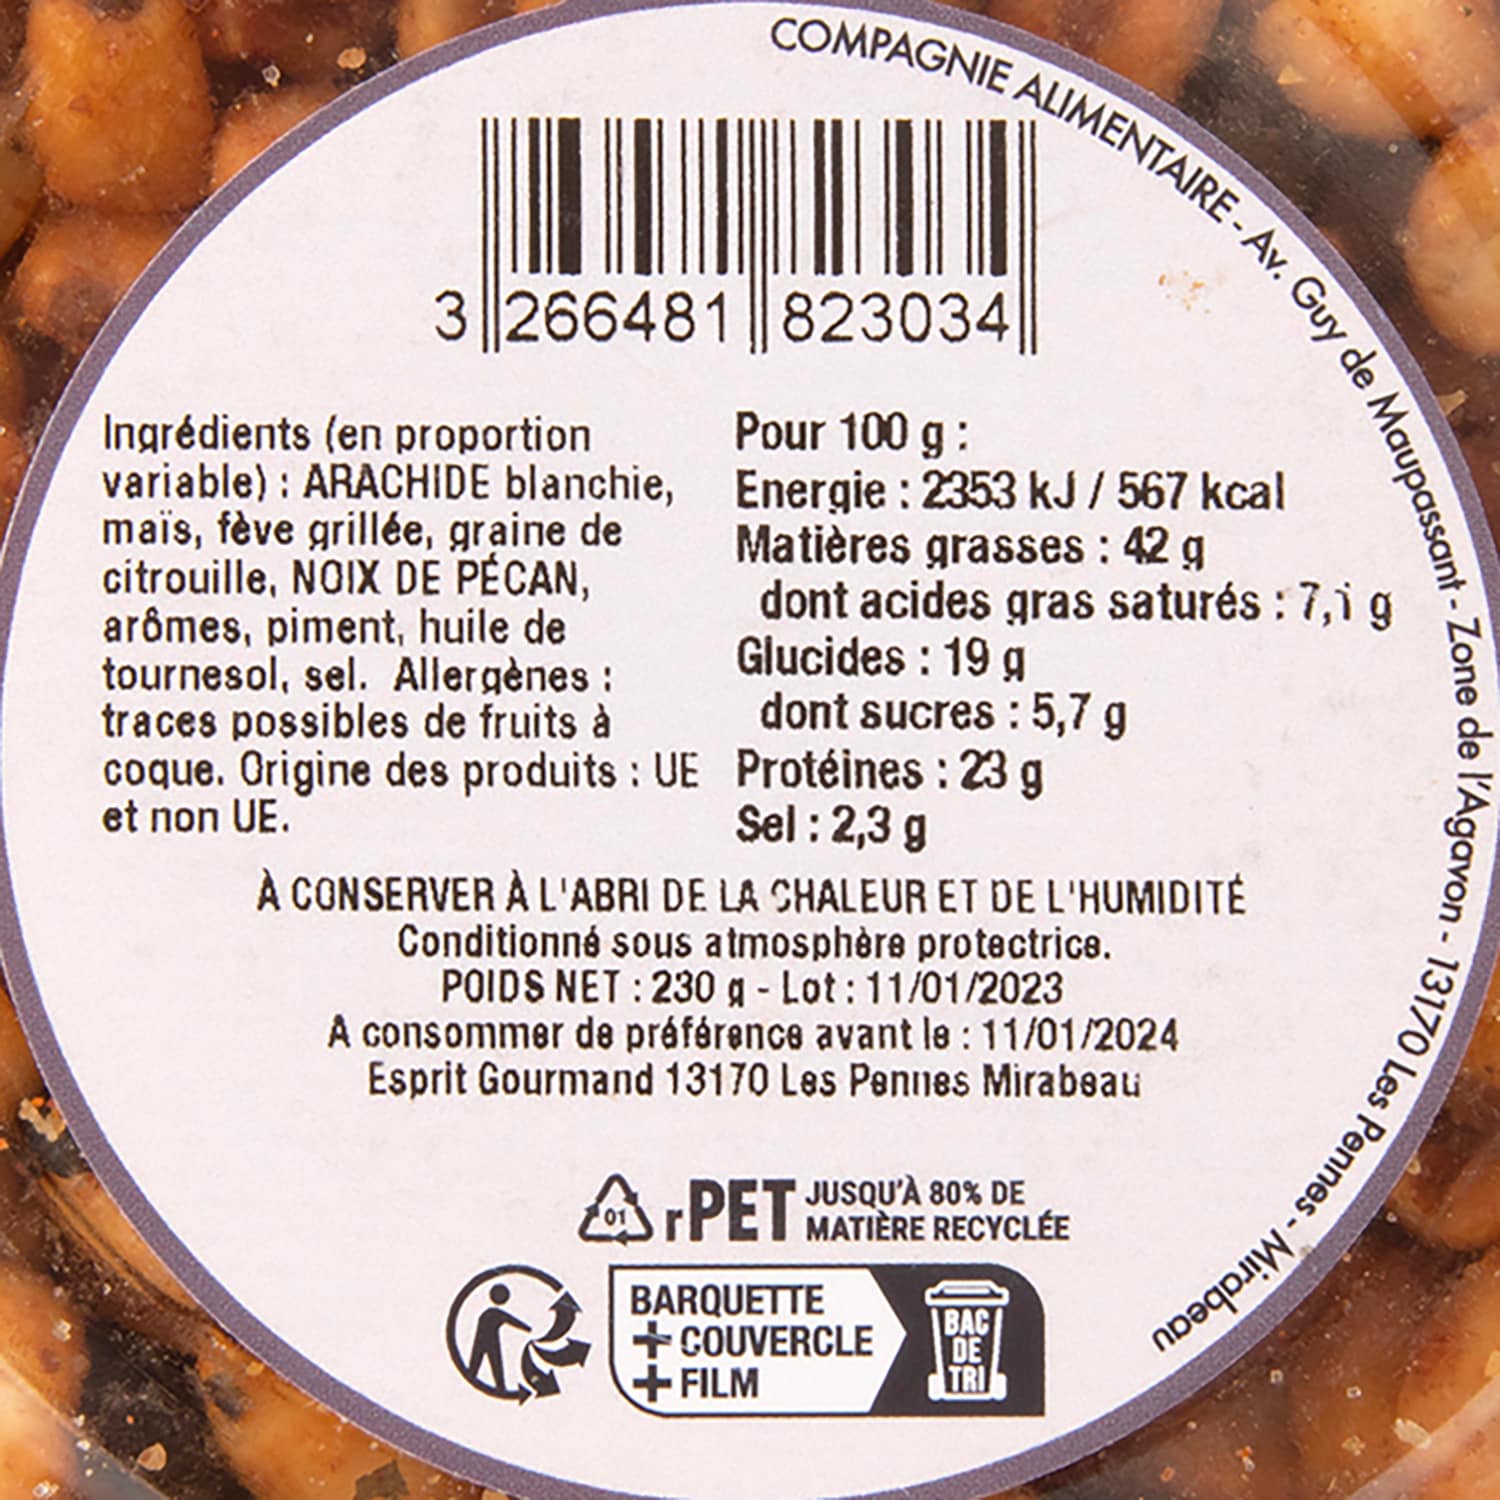 COMPAGNIE ALIMENTAIRE - Av. Guy de Maupassant - Zone de l'Agavon - 13170 Les Pennes - Mirabeau
3 266481 823034
Ingrédients (en proportion
variable) : ARACHIDE blanchie,
maïs, fève grillée, graine de
citrouille, NOIX DE PÉCAN,
arômes, piment, huile de
tournesol, sel. Allergènes :
traces possibles de fruits à
coque. Origine des produits : UE
et non UE.
Pour 100 g :
Energie : 2353 kJ / 567 kcal
Matières grasses : 42 g
dont acides gras saturés : 7,1 g
Glucides : 19 g
dont sucres : 5,7 g
Protéines : 23 g
Sel : 2,3 g
À CONSERVER À L'ABRI DE LA CHALEUR ET DE L'HUMIDITÉ
Conditionné sous atmosphère protectrice.
POIDS NET : 230 g - Lot : 11/01/2023
A consommer de préférence avant le : 11/01/2024
Esprit Gourmand 13170 Les Pennes Mirabeau
01 rPET JUSQU'À 80% DE
MATIÈRE RECYCLÉE
BARQUETTE
+ COUVERCLE
+ FILM
BAC
DE
TRI